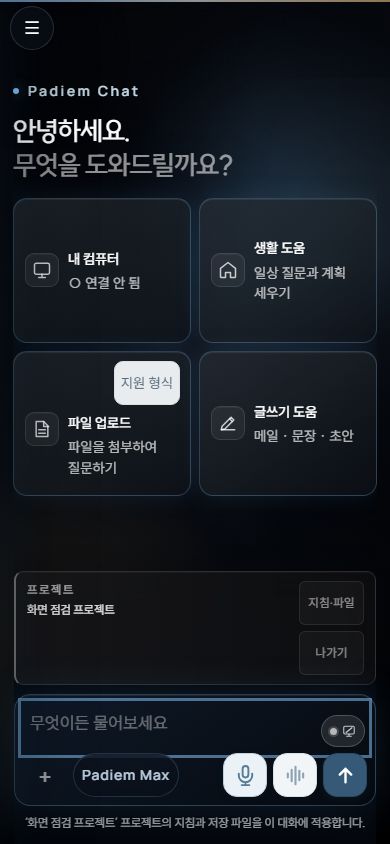 Padiem Chat
안녕하세요.
무엇을 도와드릴까요?
내 컴퓨터
연결 안 됨
생활 도움
일상 질문과 계획
세우기
지원 형식
파일 업로드
파일을 첨부하여
질문하기
글쓰기 도움
메일 · 문장 · 초안
프로젝트
화면 점검 프로젝트
지침·파일
나가기
무엇이든 물어보세요
Padiem Max
'화면 점검 프로젝트' 프로젝트의 지침과 저장 파일을 이 대화에 적용합니다.